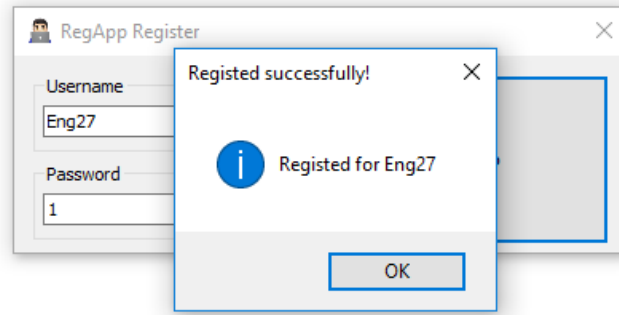 RegApp Register
Registed successfully!
Username
Eng27
Registed for Eng27
Password
1
OK